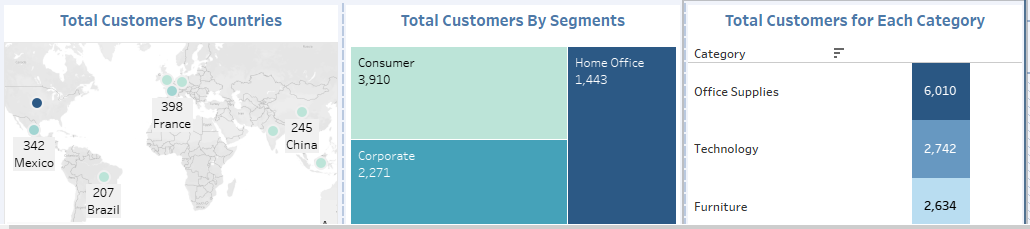 Total Customers By Countries
398
France
245
China
342
Mexico
207
Brazil
Total Customers By Segments
Consumer
3,910
Home Office
1,443
Corporate
2,271
Total Customers for Each Category
Category
Office Supplies
6,010
Technology
2,742
Furniture
2,634